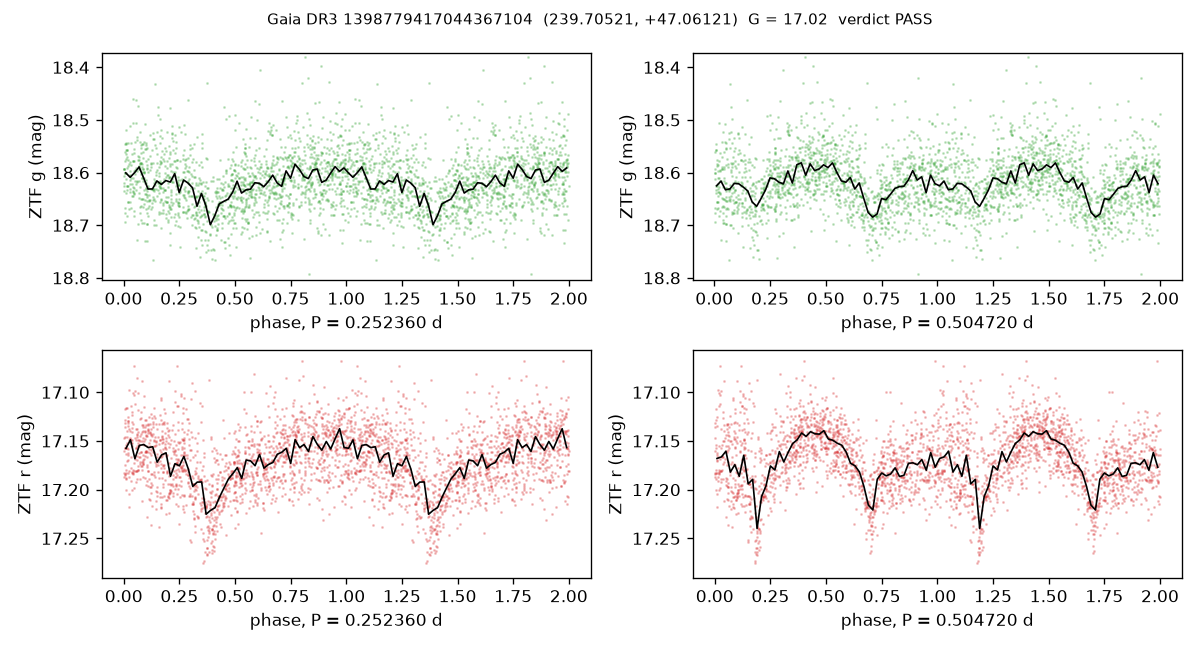 Gaia DR3 1398779417044367104 (239.70521, +47.06121) G = 17.02 verdict PASS
18.4
18.5
18.6
18.7
18.8
ZTF g (mag)
0.00 0.25 0.50 0.75 1.00 1.25 1.50 1.75 2.00
phase, P = 0.252360 d
18.4
18.5
18.6
18.7
18.8
ZTF g (mag)
0.00 0.25 0.50 0.75 1.00 1.25 1.50 1.75 2.00
phase, P = 0.504720 d
17.10
17.15
17.20
17.25
ZTF r (mag)
0.00 0.25 0.50 0.75 1.00 1.25 1.50 1.75 2.00
phase, P = 0.252360 d
17.10
17.15
17.20
17.25
ZTF r (mag)
0.00 0.25 0.50 0.75 1.00 1.25 1.50 1.75 2.00
phase, P = 0.504720 d